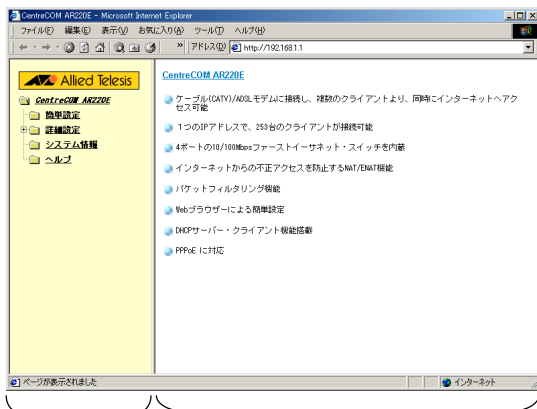 CentreCOM AR220E - Microsoft Internet Explorer
ファイル(F) 編集(E) 表示(V) お気に入り(A) ツール(T) ヘルプ(H)
» アドレス(D) http://192.168.1.1
Allied Telesis
CentreCOM AR220E
簡単設定
詳細設定
システム情報
ヘルプ
CentreCOM AR220E
ケーブル(CATV)/ADSLモデムに接続し、複数のクライアントより、同時にインターネットへアク
セス可能
1つのIPアドレスで、253台のクライアントが接続可能
4ポートの10/100Mbpsファーストイーサネット・スイッチを内蔵
インターネットからの不正アクセスを防止するNAT/ENAT機能
パケットフィルタリング機能
Webブラウザーによる簡単設定
DHCPサーバー・クライアント機能搭載
PPPoE に対応
ページが表示されました
インターネット